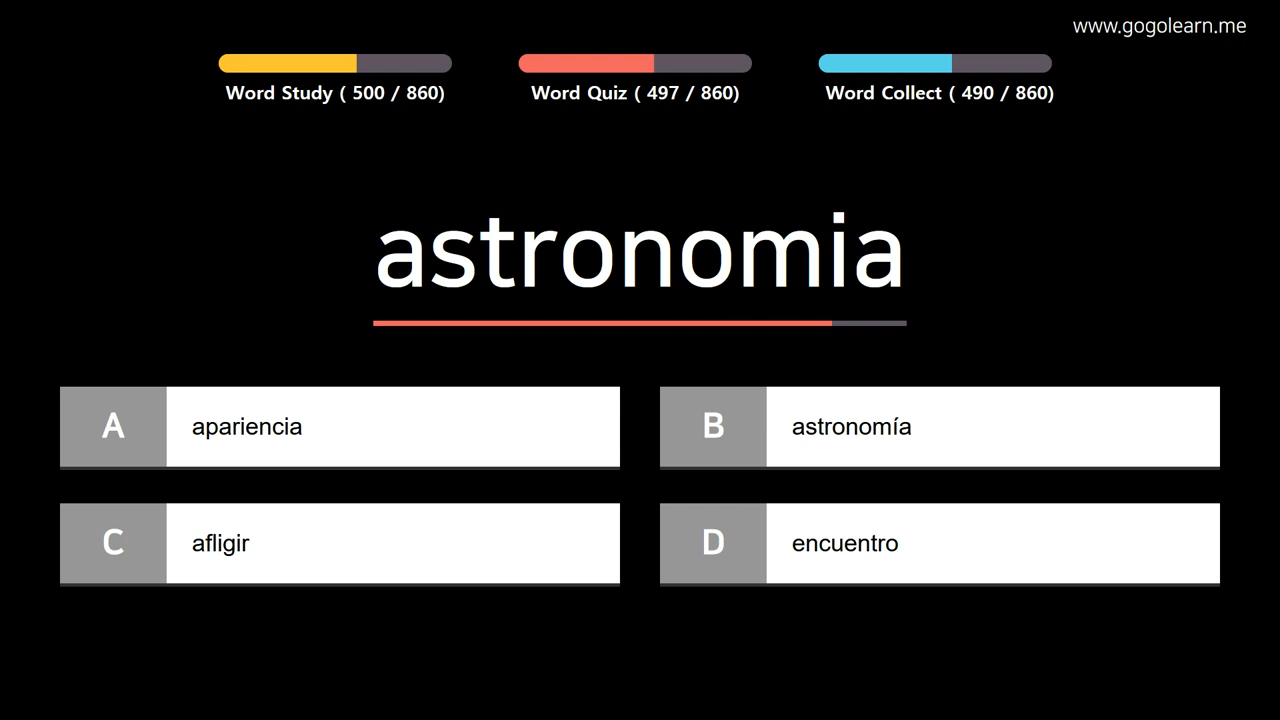 www.gogolearn.me
Word Study ( 500 / 860)
Word Quiz ( 497 / 860)
Word Collect ( 490 / 860)
astronomia
A
apariencia
B
astronomía
C
afligir
D
encuentro